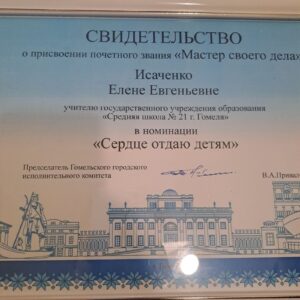 СВИДЕТЕЛЬСТВО
о присвоении почетного звания «Мастер своего дела»
Исаченко
Елене Евгеньевне
учителю государственного учреждения образования
«Средняя школа № 21 г. Гомеля»
в номинации
«Сердце отдаю детям»
Председатель Гомельского городского
исполнительного комитета
В.А.Привал